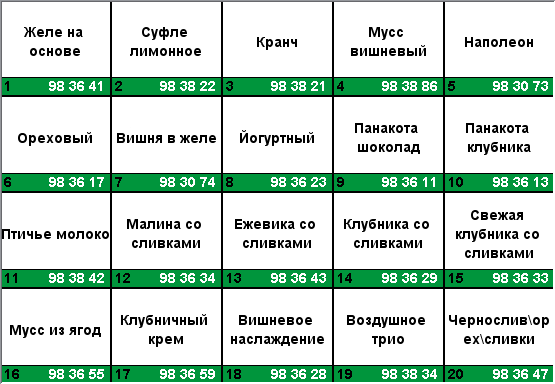 Желе на
основе
1 98 36 41
Суфле
лимонное
2 98 38 22
Кранч
3 98 38 21
Мусс
вишневый
4 98 38 86
Наполеон
5 98 30 73
Ореховый
6 98 36 17
Вишня в желе
7 98 30 74
Йогуртный
8 98 36 23
Панакота
шоколад
9 98 36 11
Панакота
клубника
10 98 36 13
Птичье молоко
11 98 38 42
Малина со
сливками
12 98 36 34
Ежевика со
сливками
13 98 36 43
Клубника со
сливками
14 98 36 29
Свежая
клубника со
сливками
15 98 36 33
Мусс из ягод
16 98 36 55
Клубничный
крем
17 98 36 59
Вишневое
наслаждение
18 98 36 28
Воздушное
трио
19 98 38 34
Чернослив\ор
ех\сливки
20 98 36 47